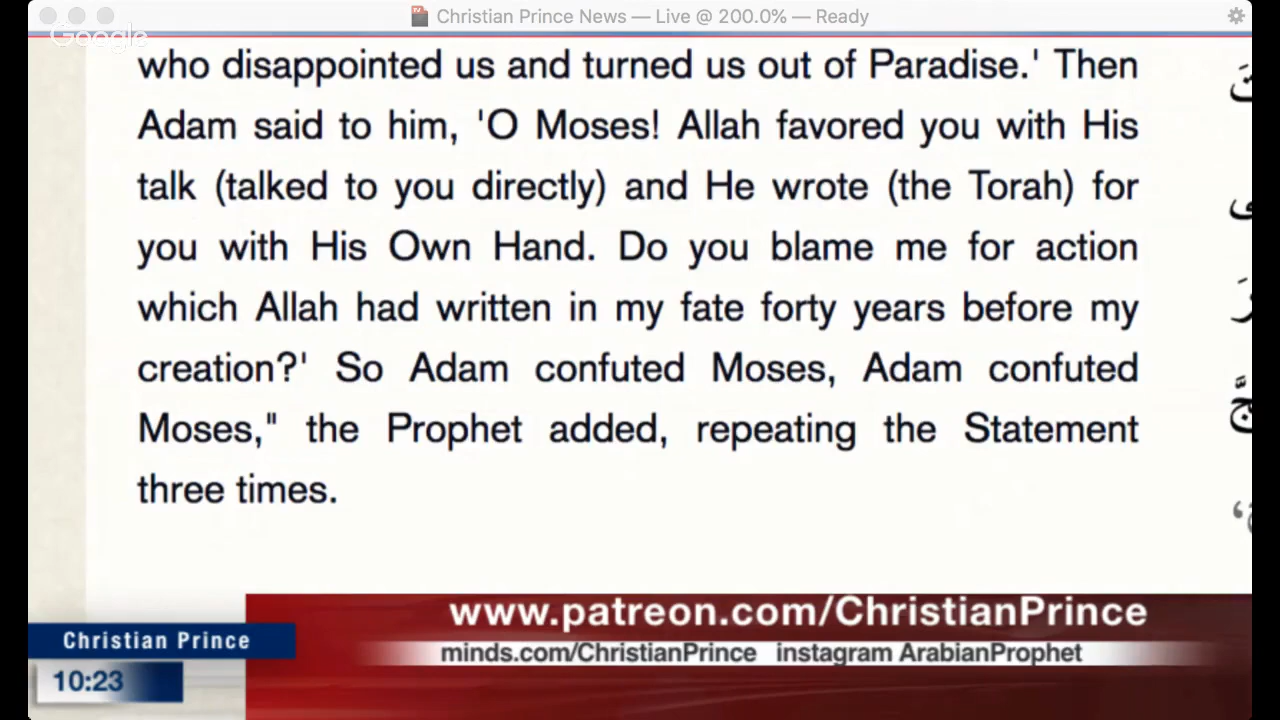 Christian Prince News — Live @ 200.0% — Ready
Google
who disappointed us and turned us out of Paradise.' Then
Adam said to him, 'O Moses! Allah favored you with His
talk (talked to you directly) and He wrote (the Torah) for
you with His Own Hand. Do you blame me for action
which Allah had written in my fate forty years before my
creation?' So Adam confuted Moses, Adam confuted
Moses," the Prophet added, repeating the Statement
three times.
www.patreon.com/ChristianPrince
Christian Prince
minds.com/ChristianPrince instagram ArabianProphet
10:23